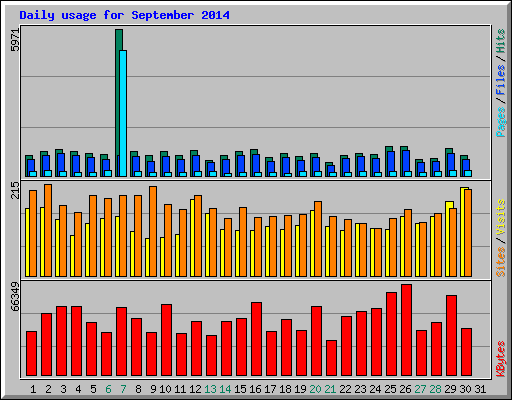 Daily usage for September 2014
5971
Pages / Files / Hits
215
Sites / Visits
66349
KBytes
1 2 3 4 5 6 7 8 9 10 11 12 13 14 15 16 17 18 19 20 21 22 23 24 25 26 27 28 29 30 31